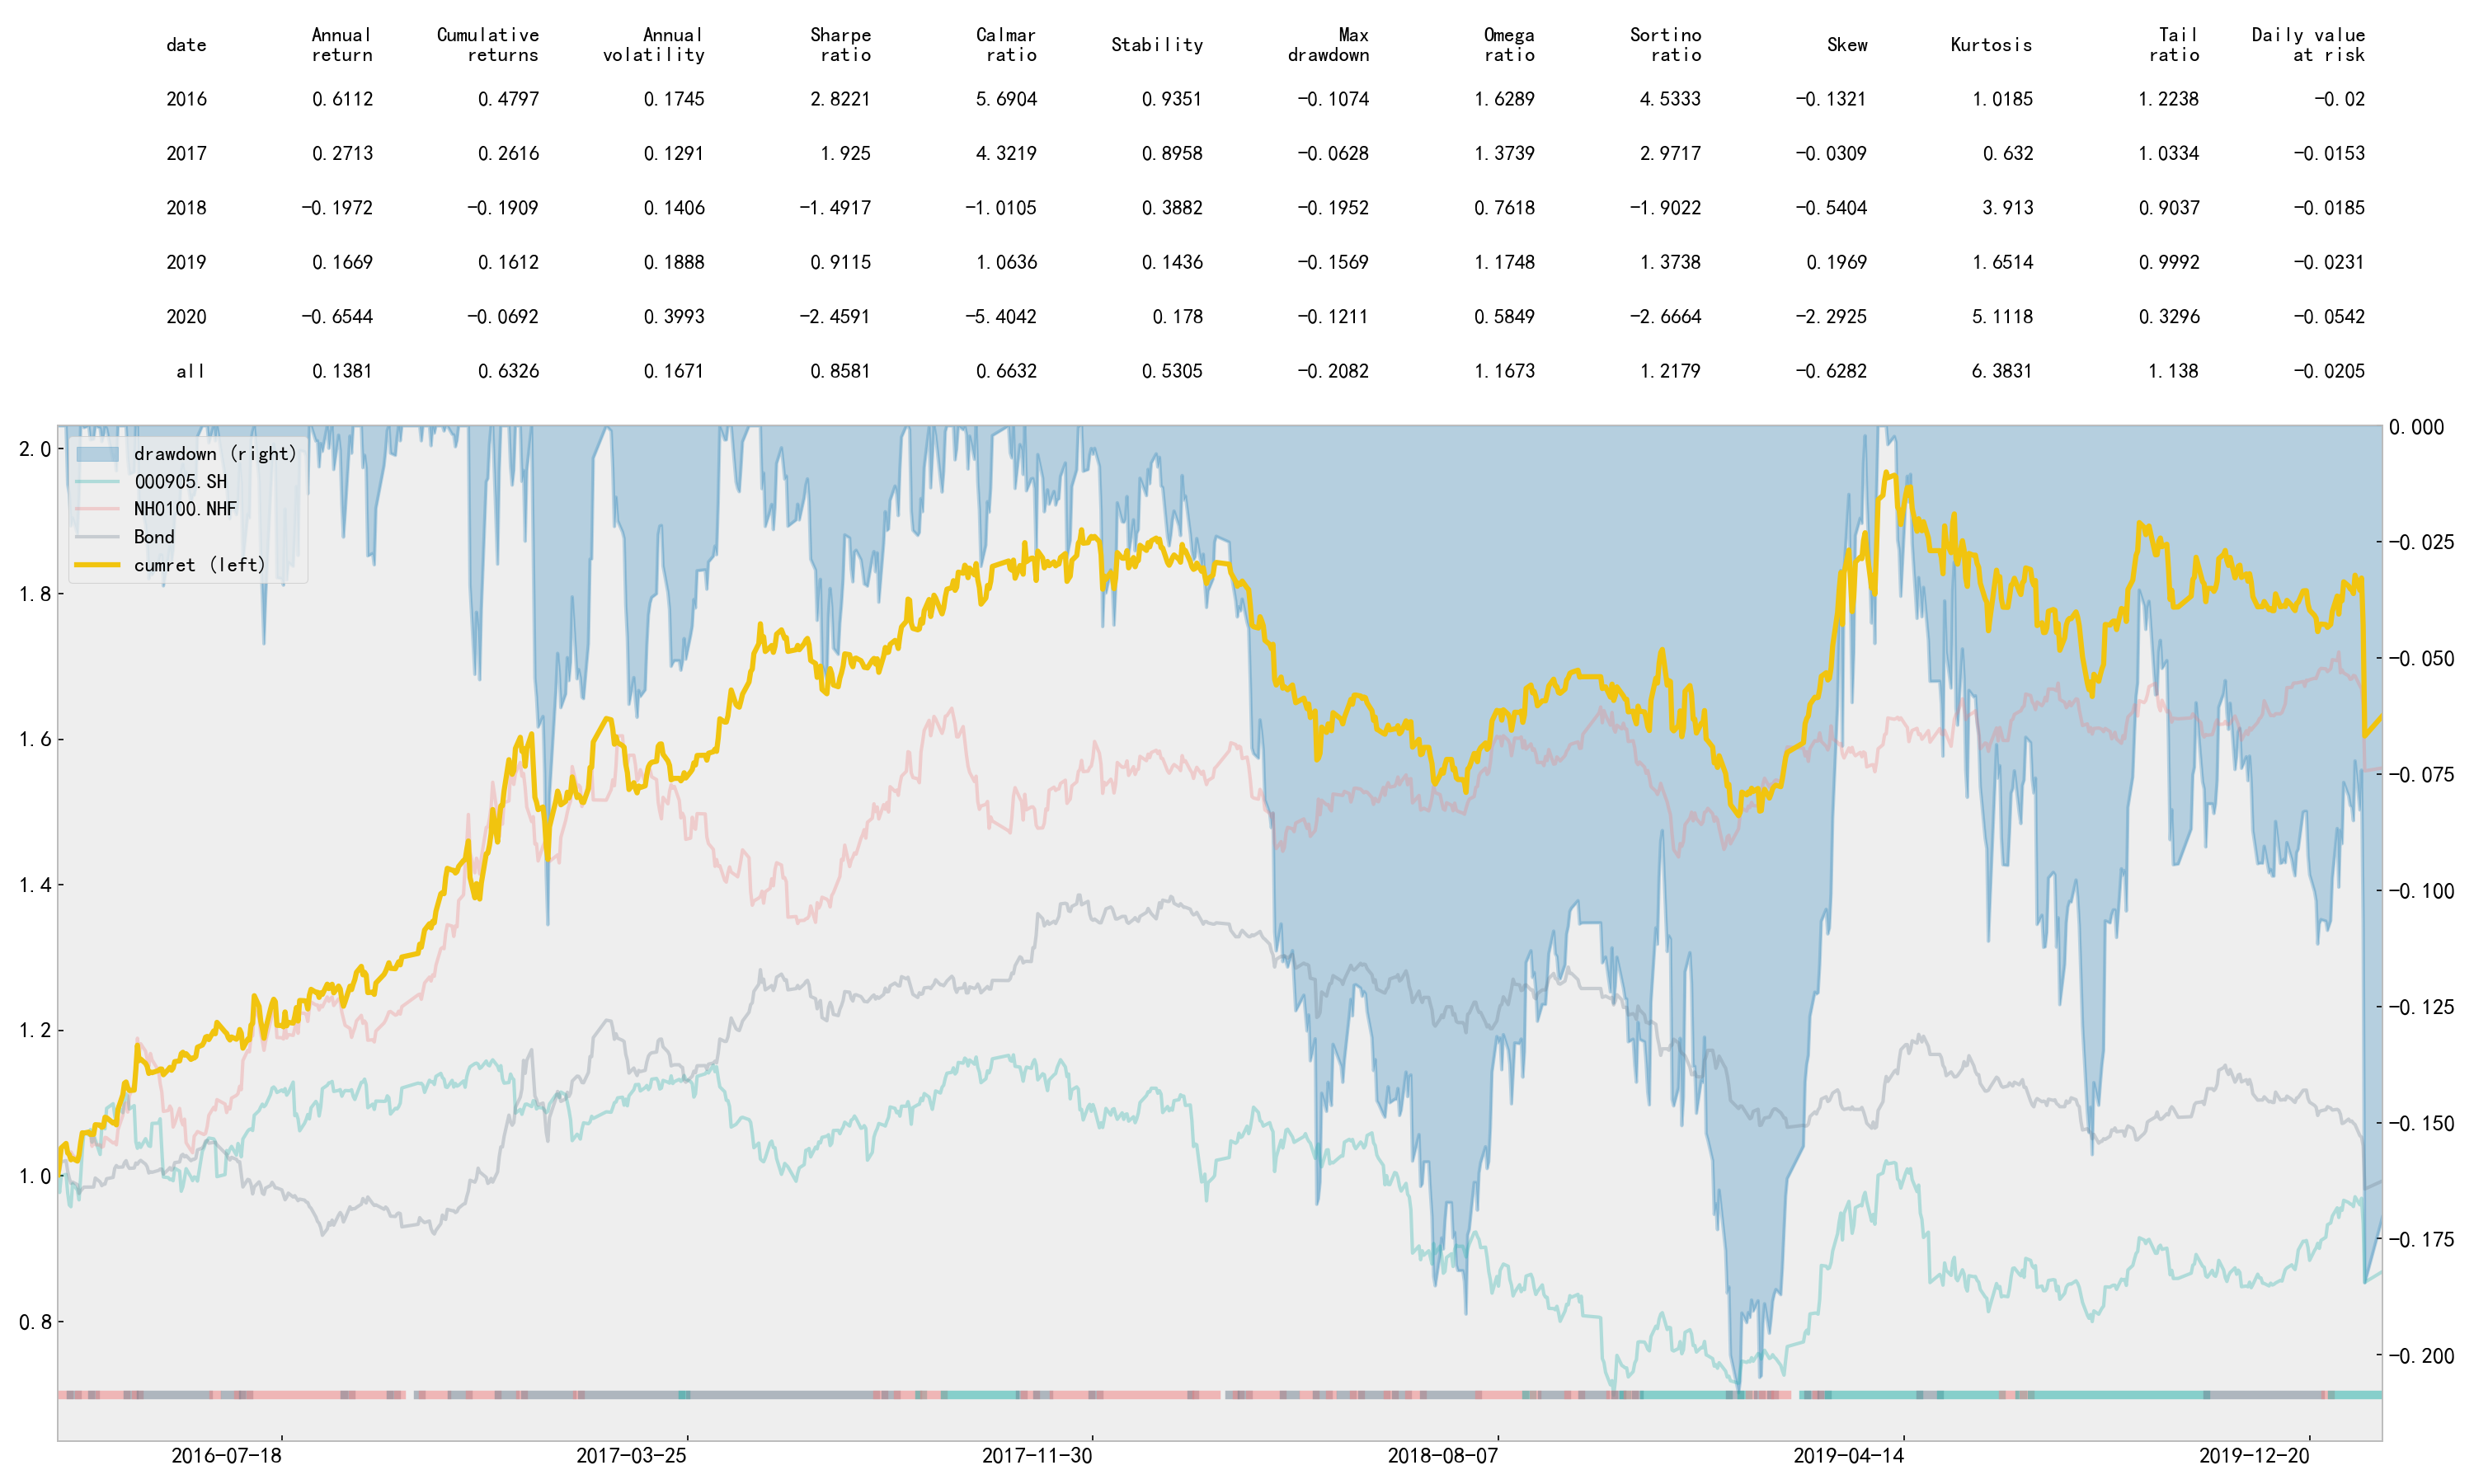 date Annual return Cumulative returns Annual volatility Sharpe ratio Calmar ratio Stability Max drawdown Omega ratio Sortino ratio Skew Kurtosis Tail ratio Daily value at risk
2016 0.6112 0.4797 0.1745 2.8221 5.6904 0.9351 −0.1074 1.6289 4.5333 −0.1321 1.0185 1.2238 −0.02
2017 0.2713 0.2616 0.1291 1.925 4.3219 0.8958 −0.0628 1.3739 2.9717 −0.0309 0.632 1.0334 −0.0153
2018 −0.1972 −0.1909 0.1406 −1.4917 −1.0105 0.3882 −0.1952 0.7618 −1.9022 −0.5404 3.913 0.9037 −0.0185
2019 0.1669 0.1612 0.1888 0.9115 1.0636 0.1436 −0.1569 1.1748 1.3738 0.1969 1.6514 0.9992 −0.0231
2020 −0.6544 −0.0692 0.3993 −2.4591 −5.4042 0.178 −0.1211 0.5849 −2.6664 −2.2925 5.1118 0.3296 −0.0542
all 0.1381 0.6326 0.1671 0.8581 0.6632 0.5305 −0.2082 1.1673 1.2179 −0.6282 6.3831 1.138 −0.0205
drawdown (right)
000905.SH
NH0100.NHF
Bond
cumret (left)
2.0
1.8
1.6
1.4
1.2
1.0
0.8
0.000
−0.025
−0.050
−0.075
−0.100
−0.125
−0.150
−0.175
−0.200
2016-07-18 2017-03-25 2017-11-30 2018-08-07 2019-04-14 2019-12-20